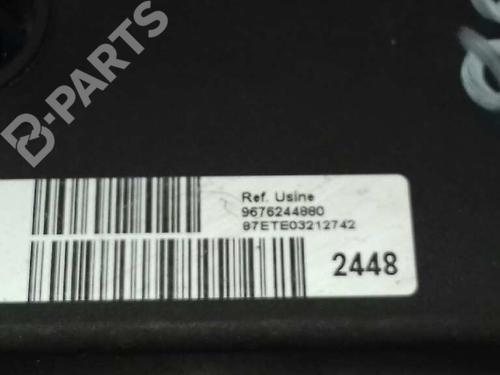 B-PARTS
Ref. Usine
9676244880
87ETE03212742
2448